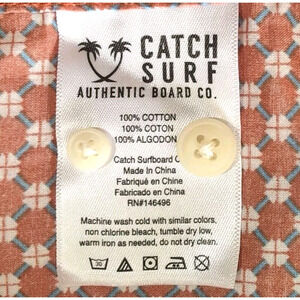 CATCH
SURF
AUTHENTIC BOARD CO.
100% COTTON
100% COTON
100% ALGODON
Catch Surfboard
Made In China
Fabriqué en Chine
Fabricado en China
RN#146496
Machine wash cold with similar colors,
non chlorine bleach, tumble dry low,
warm iron as needed, do not dry clean.
30